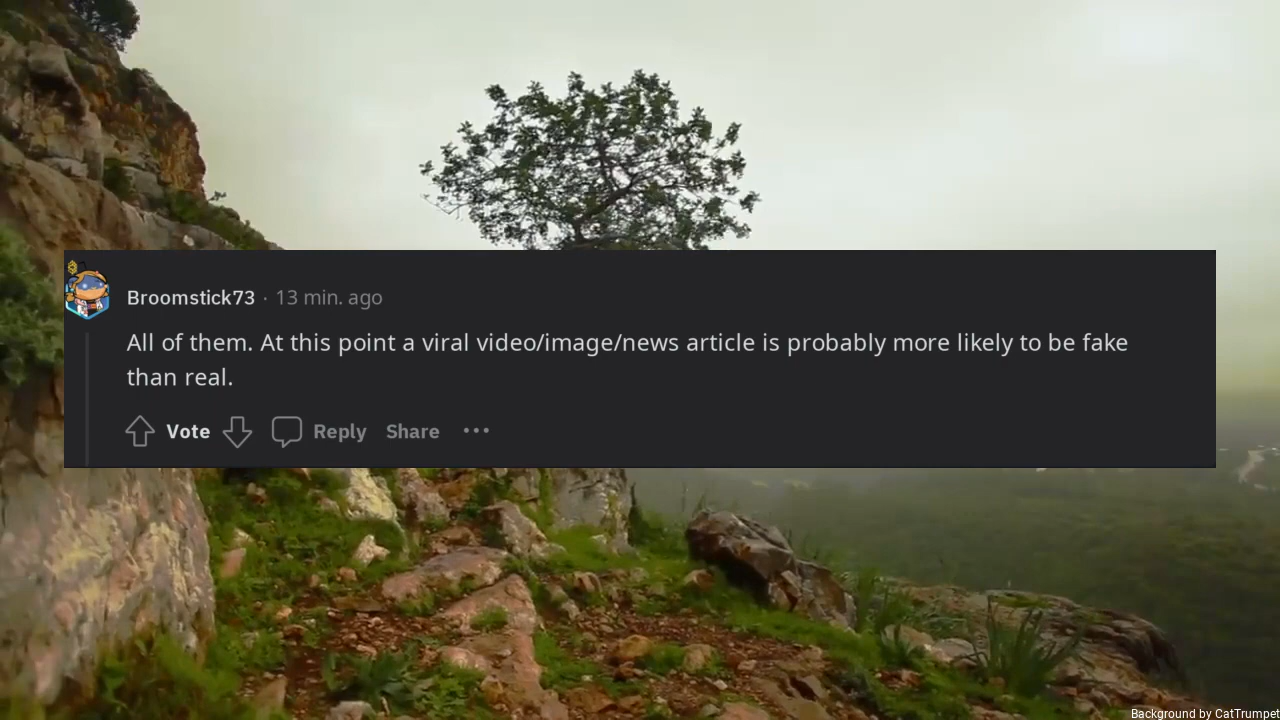 Broomstick73 · 13 min. ago
All of them. At this point a viral video/image/news article is probably more likely to be fake
than real.
Vote Reply Share ···
Background by CatTrumpet